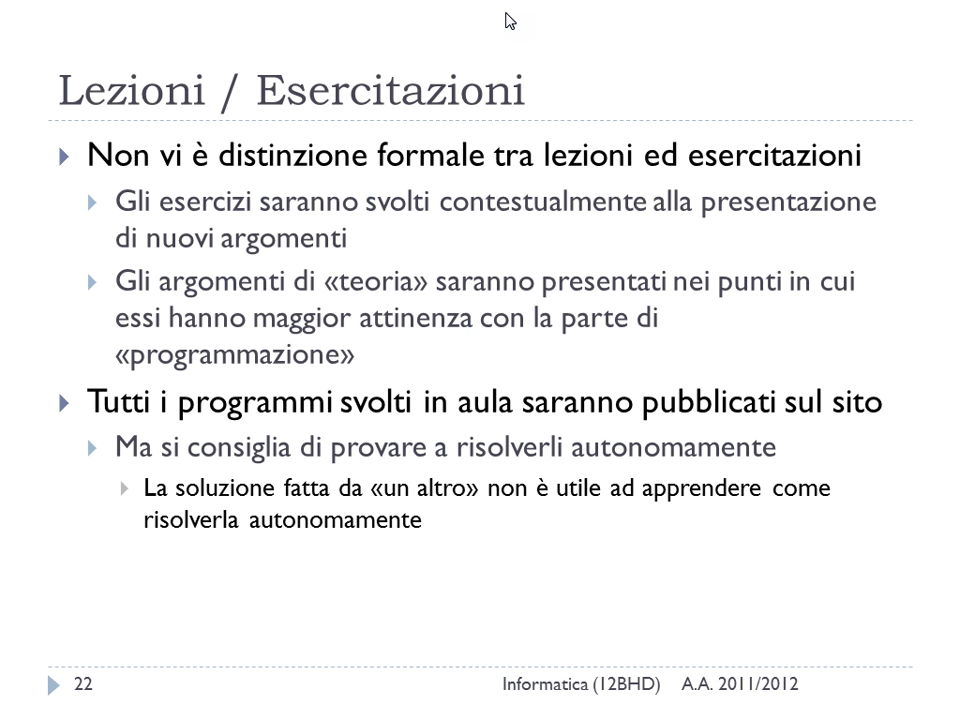 Lezioni / Esercitazioni
Non vi è distinzione formale tra lezioni ed esercitazioni
Gli esercizi saranno svolti contestualmente alla presentazione
di nuovi argomenti
Gli argomenti di «teoria» saranno presentati nei punti in cui
essi hanno maggior attinenza con la parte di
«programmazione»
Tutti i programmi svolti in aula saranno pubblicati sul sito
Ma si consiglia di provare a risolverli autonomamente
La soluzione fatta da «un altro» non è utile ad apprendere come
risolverla autonomamente
22 Informatica (12BHD) A.A. 2011/2012